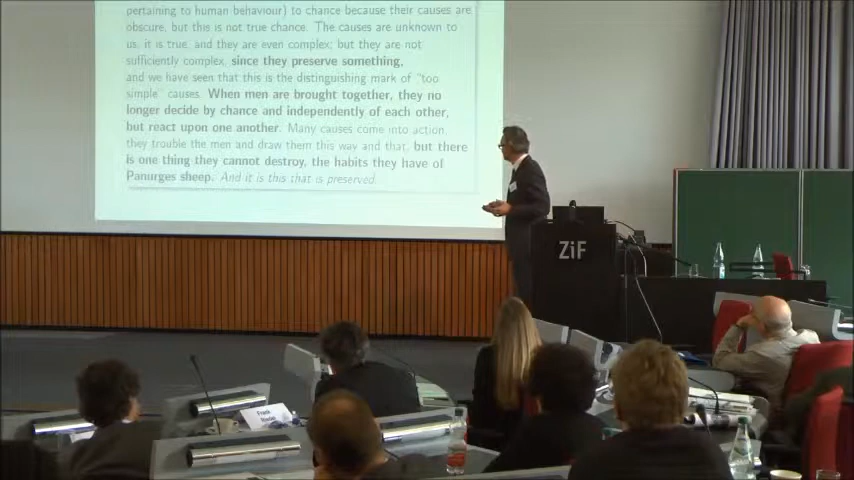 pertaining to human behaviour) to chance because their causes are
obscure, but this is not true chance. The causes are unknown to
us, it is true, and they are even complex; but they are not
sufficiently complex, since they preserve something,
and we have seen that this is the distinguishing mark of "too
simple" causes. When men are brought together, they no
longer decide by chance and independently of each other,
but react upon one another. Many causes come into action,
they trouble the men and draw them this way and that, but there
is one thing they cannot destroy, the habits they have of
Panurges sheep. And it is this that is preserved.
ZiF
Frank